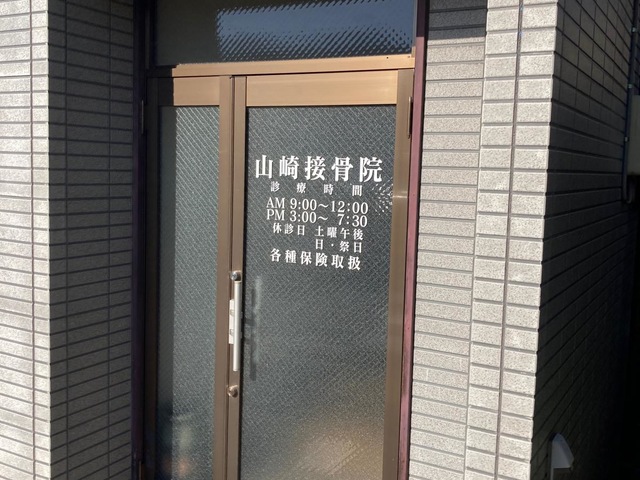 山崎接骨院
診療時間
AM 9:00～12:00
PM 3:00～ 7:30
休診日 土曜午後
日・祭日
各種保険取扱